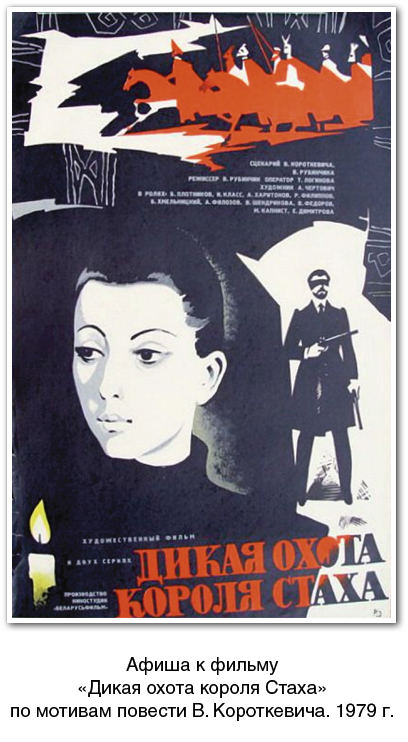 СЦЕНАРИЙ В. КОРОТКЕВИЧА,
В. РУБИНЧИКА
РЕЖИССЕР В. РУБИНЧИК ОПЕРАТОР Т. ЛОГИНОВА
ХУДОЖНИК А. ЧЕРТОВИЧ
В РОЛЯХ: Б. ПЛОТНИКОВ, И. КЛАСС, А. ХАРИТОНОВ, Р. ФИЛИППОВ,
Б. ХМЕЛЬНИЦКИЙ, А. ФИЛОЗОВ, В. ШЕНДРИКОВА, В. ФЕДОРОВ,
М. КАПНИСТ, Е. ДИМИТРОВА
ХУДОЖЕСТВЕННЫЙ ФИЛЬМ
В ДВУХ СЕРИЯХ
ДИКАЯ ОХОТА
КОРОЛЯ СТАХА
ПРОИЗВОДСТВО
КИНОСТУДИИ
«БЕЛАРУСЬФИЛЬМ»
Афиша к фильму
«Дикая охота короля Стаха»
по мотивам повести В. Короткевича. 1979 г.